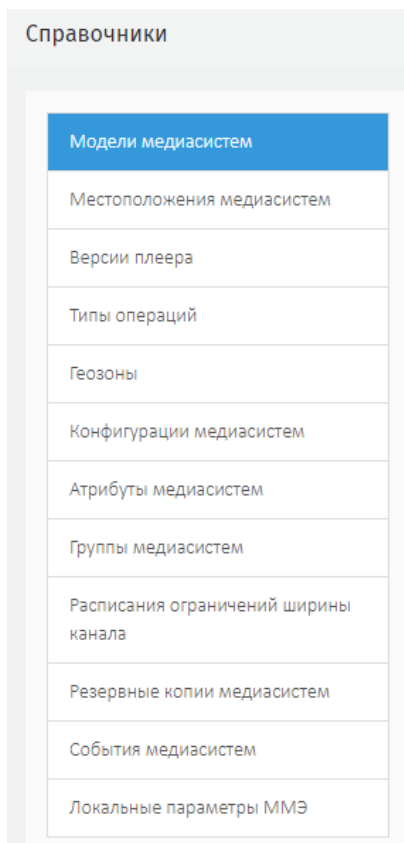 Справочники
Модели медиасистем
Местоположения медиасистем
Версии плеера
Типы операций
Геозоны
Конфигурации медиасистем
Атрибуты медиасистем
Группы медиасистем
Расписания ограничений ширины
канала
Резервные копии медиасистем
События медиасистем
Локальные параметры ММЭ